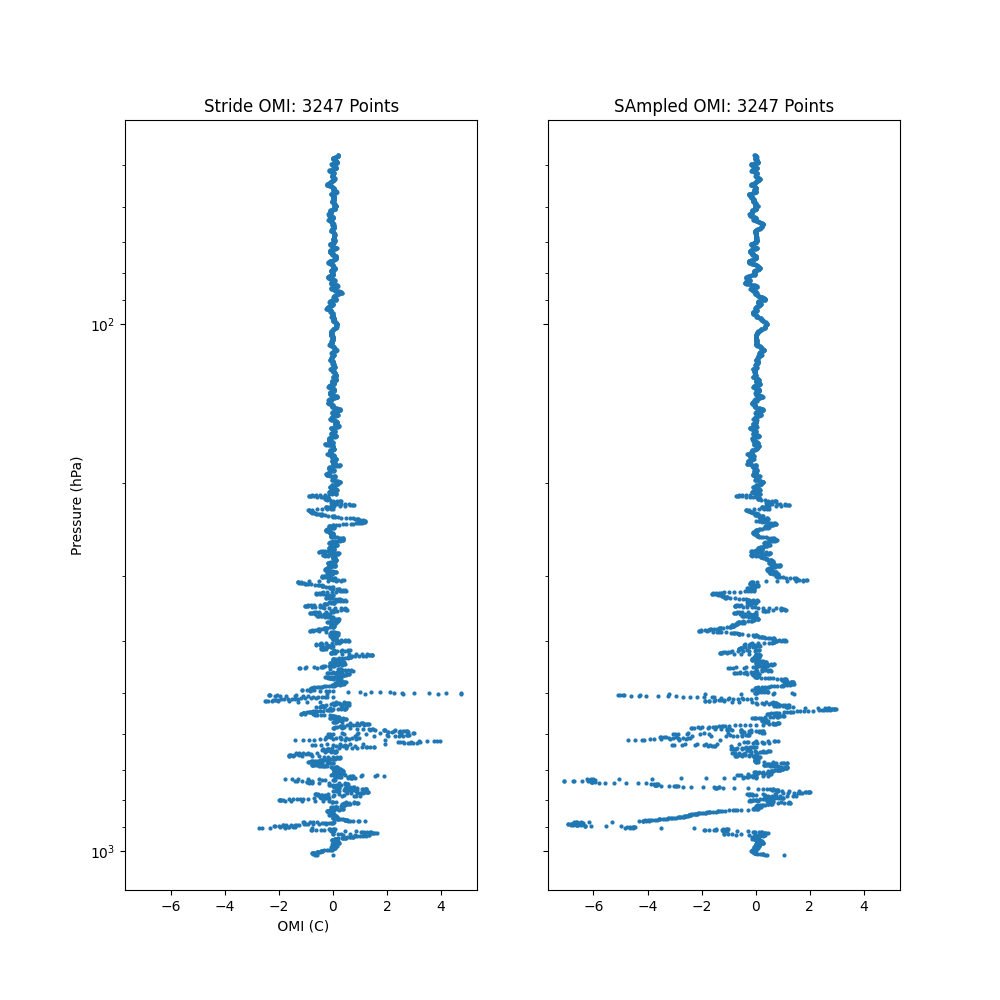 Stride OMI: 3247 Points
SAmpled OMI: 3247 Points
Pressure (hPa)
10²
10³
−6 −4 −2 0 2 4
−6 −4 −2 0 2 4
OMI (C)